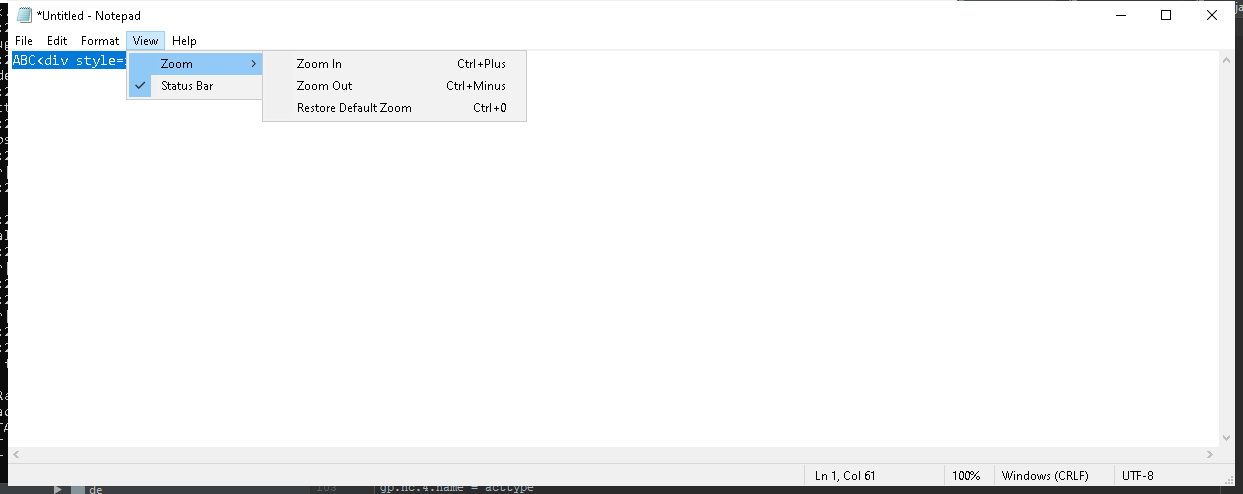 *Untitled - Notepad
File Edit Format View Help
ABC<div style=
Zoom
Status Bar
Zoom In Ctrl+Plus
Zoom Out Ctrl+Minus
Restore Default Zoom Ctrl+0
Ln 1, Col 61 100% Windows (CRLF) UTF-8
de
gp.nc.4.name = acttype